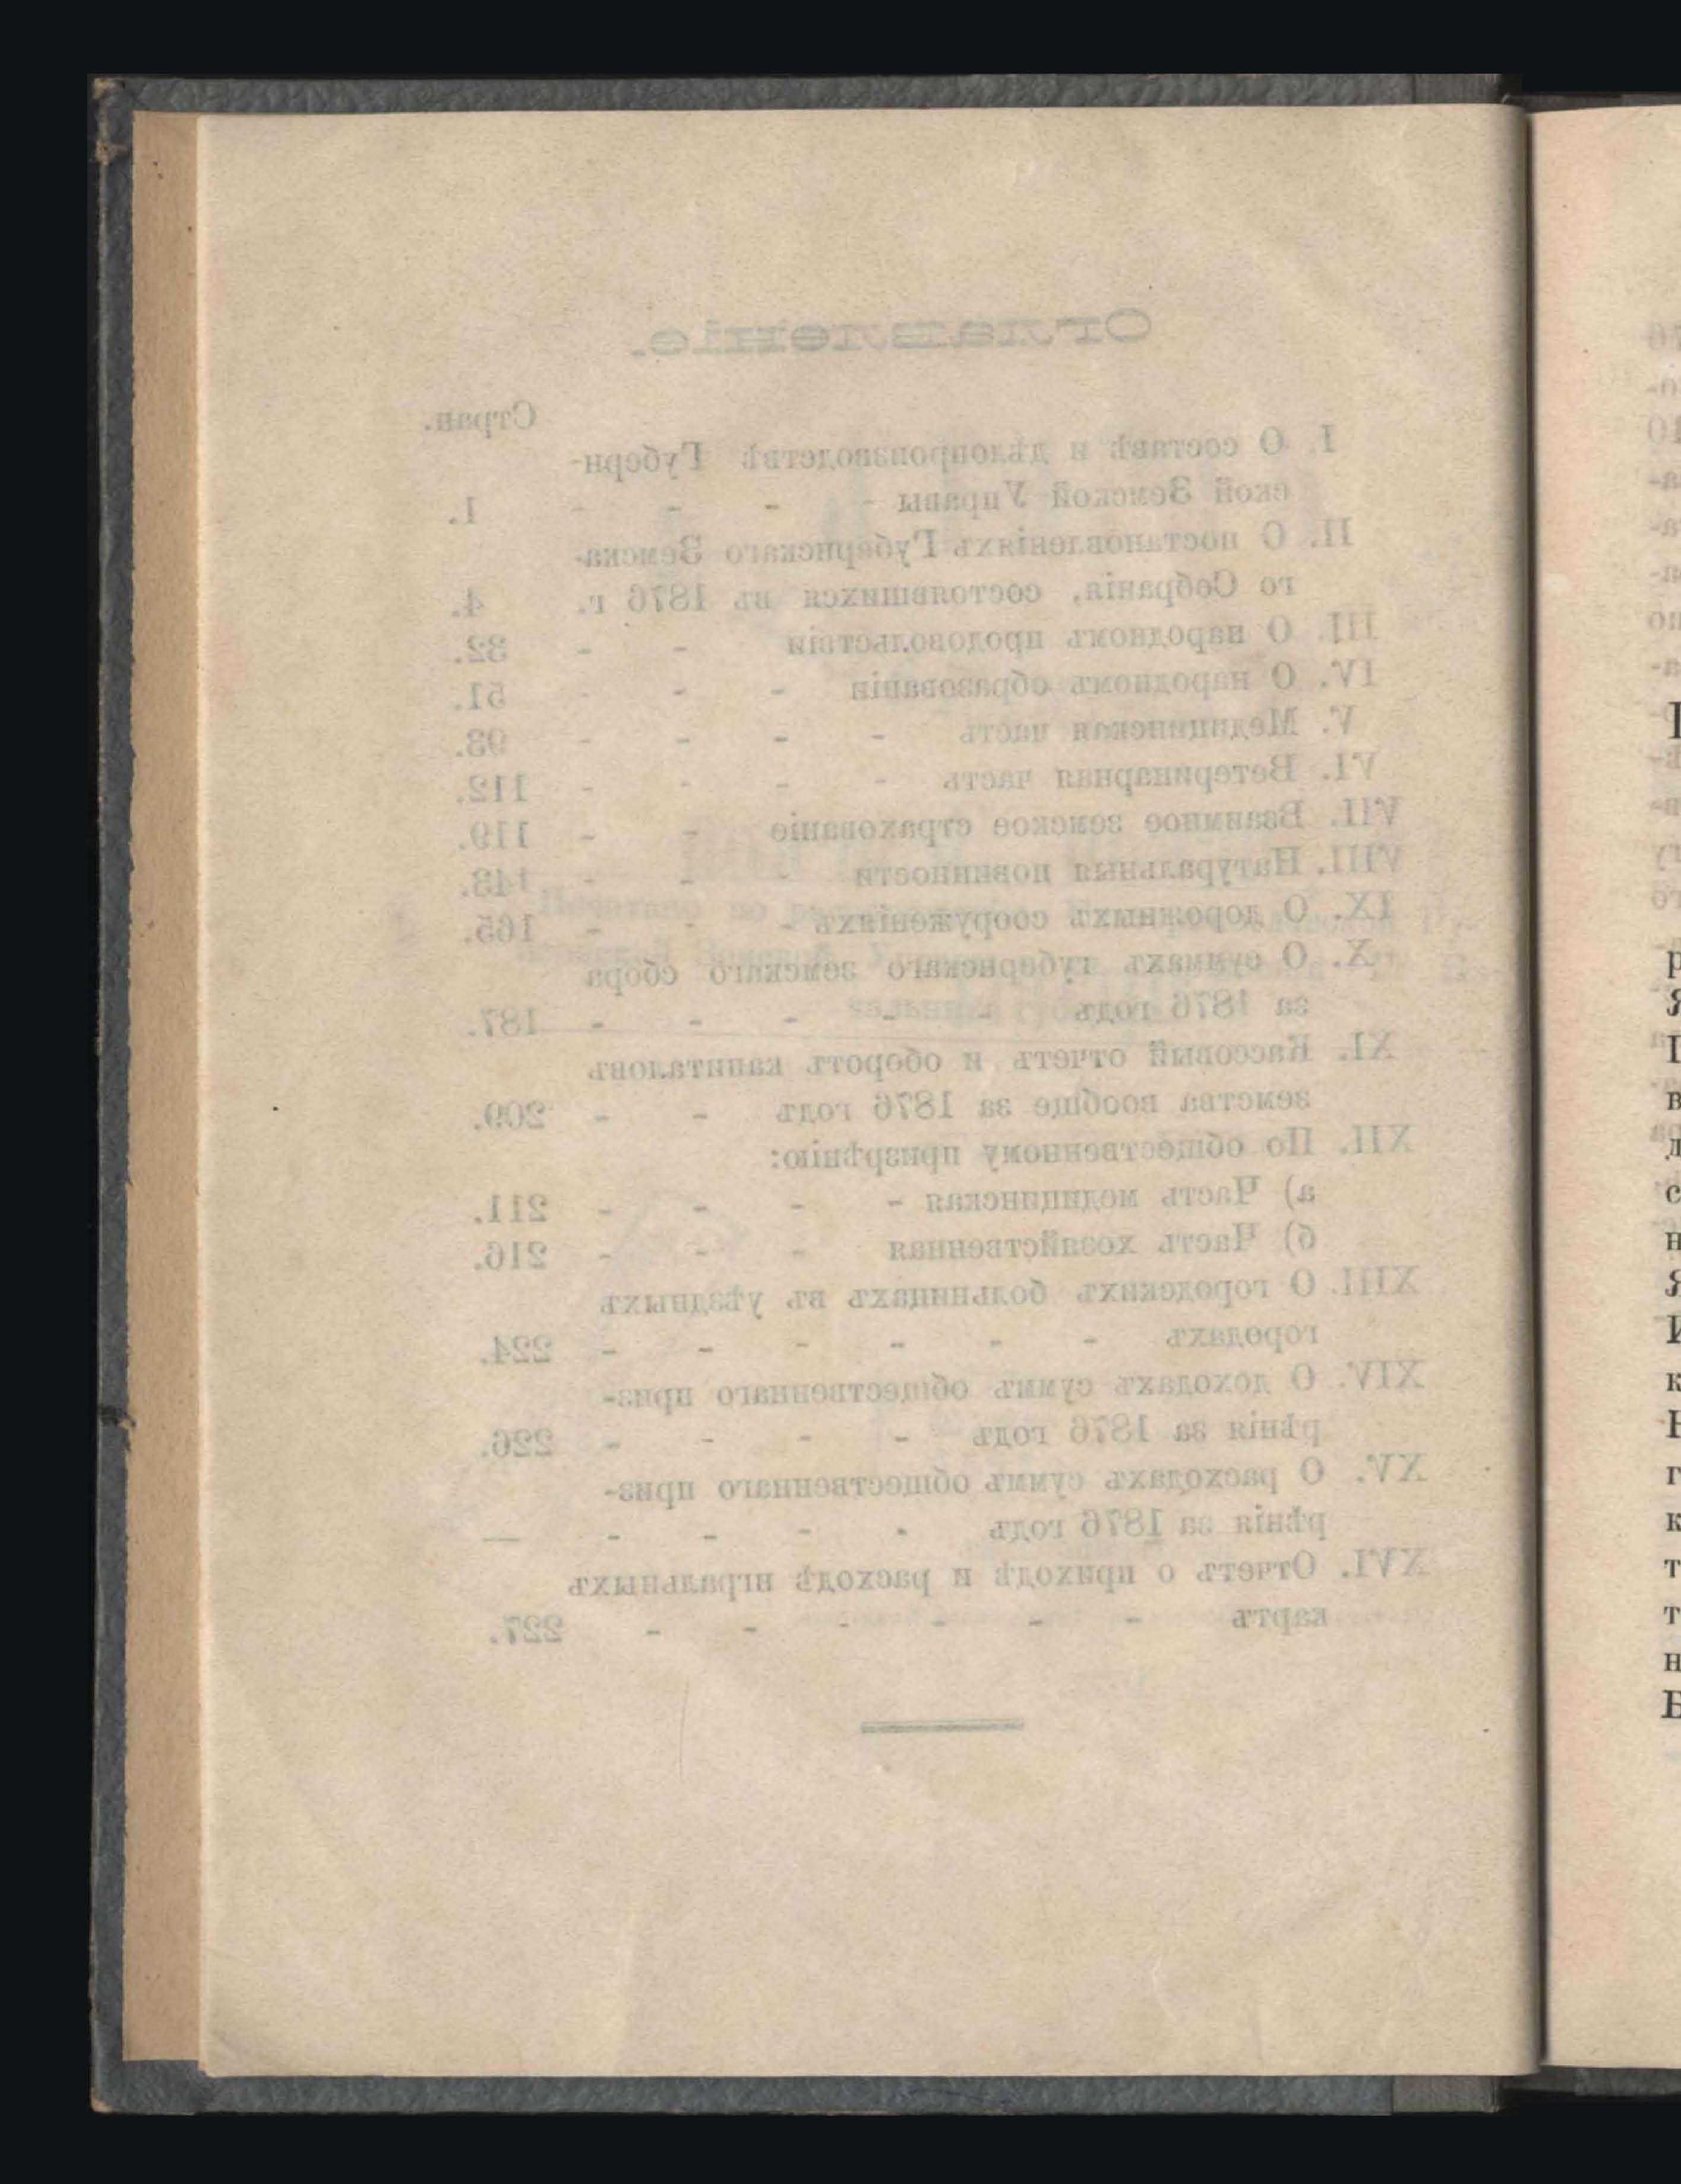 Оглавленіе.
Стран.
I. О составѣ и дѣлопроизводствѣ Губерн-
ской Земской Управы - - - - 1.
II. О постановленіяхъ Губернскаго Земска-
го Собранія, состоявшихся въ 1876 г. 4.
III. О народномъ продовольствіи - - 32.
IV. О народномъ образованіи - - - 51.
V. Медицинская часть - - - - 93.
VI. Ветеринарная часть - - - - 112.
VII. Взаимное земское страхованіе - - 119.
VIII. Натуральныя повинности - - - 143.
IX. О дорожныхъ сооруженіяхъ - - - 165.
X. О суммахъ губернскаго земскаго сбора
за 1876 годъ - - - - - 187.
XI. Кассовый отчетъ и оборотъ капиталовъ
земства вообще за 1876 годъ - - 209.
XII. По общественному призрѣнію:
а) Часть медицинская - - - - 211.
б) Часть хозяйственная - - - 216.
XIII. О городскихъ больницахъ въ уѣздныхъ
городахъ - - - - - - 224.
XIV. О доходахъ суммъ общественнаго приз-
рѣнія за 1876 годъ - - - - 226.
XV. О расходахъ суммъ общественнаго приз-
рѣнія за 1876 годъ - - - - —
XVI. Отчетъ о приходѣ и расходѣ игральныхъ
картъ - - - - - - 227.